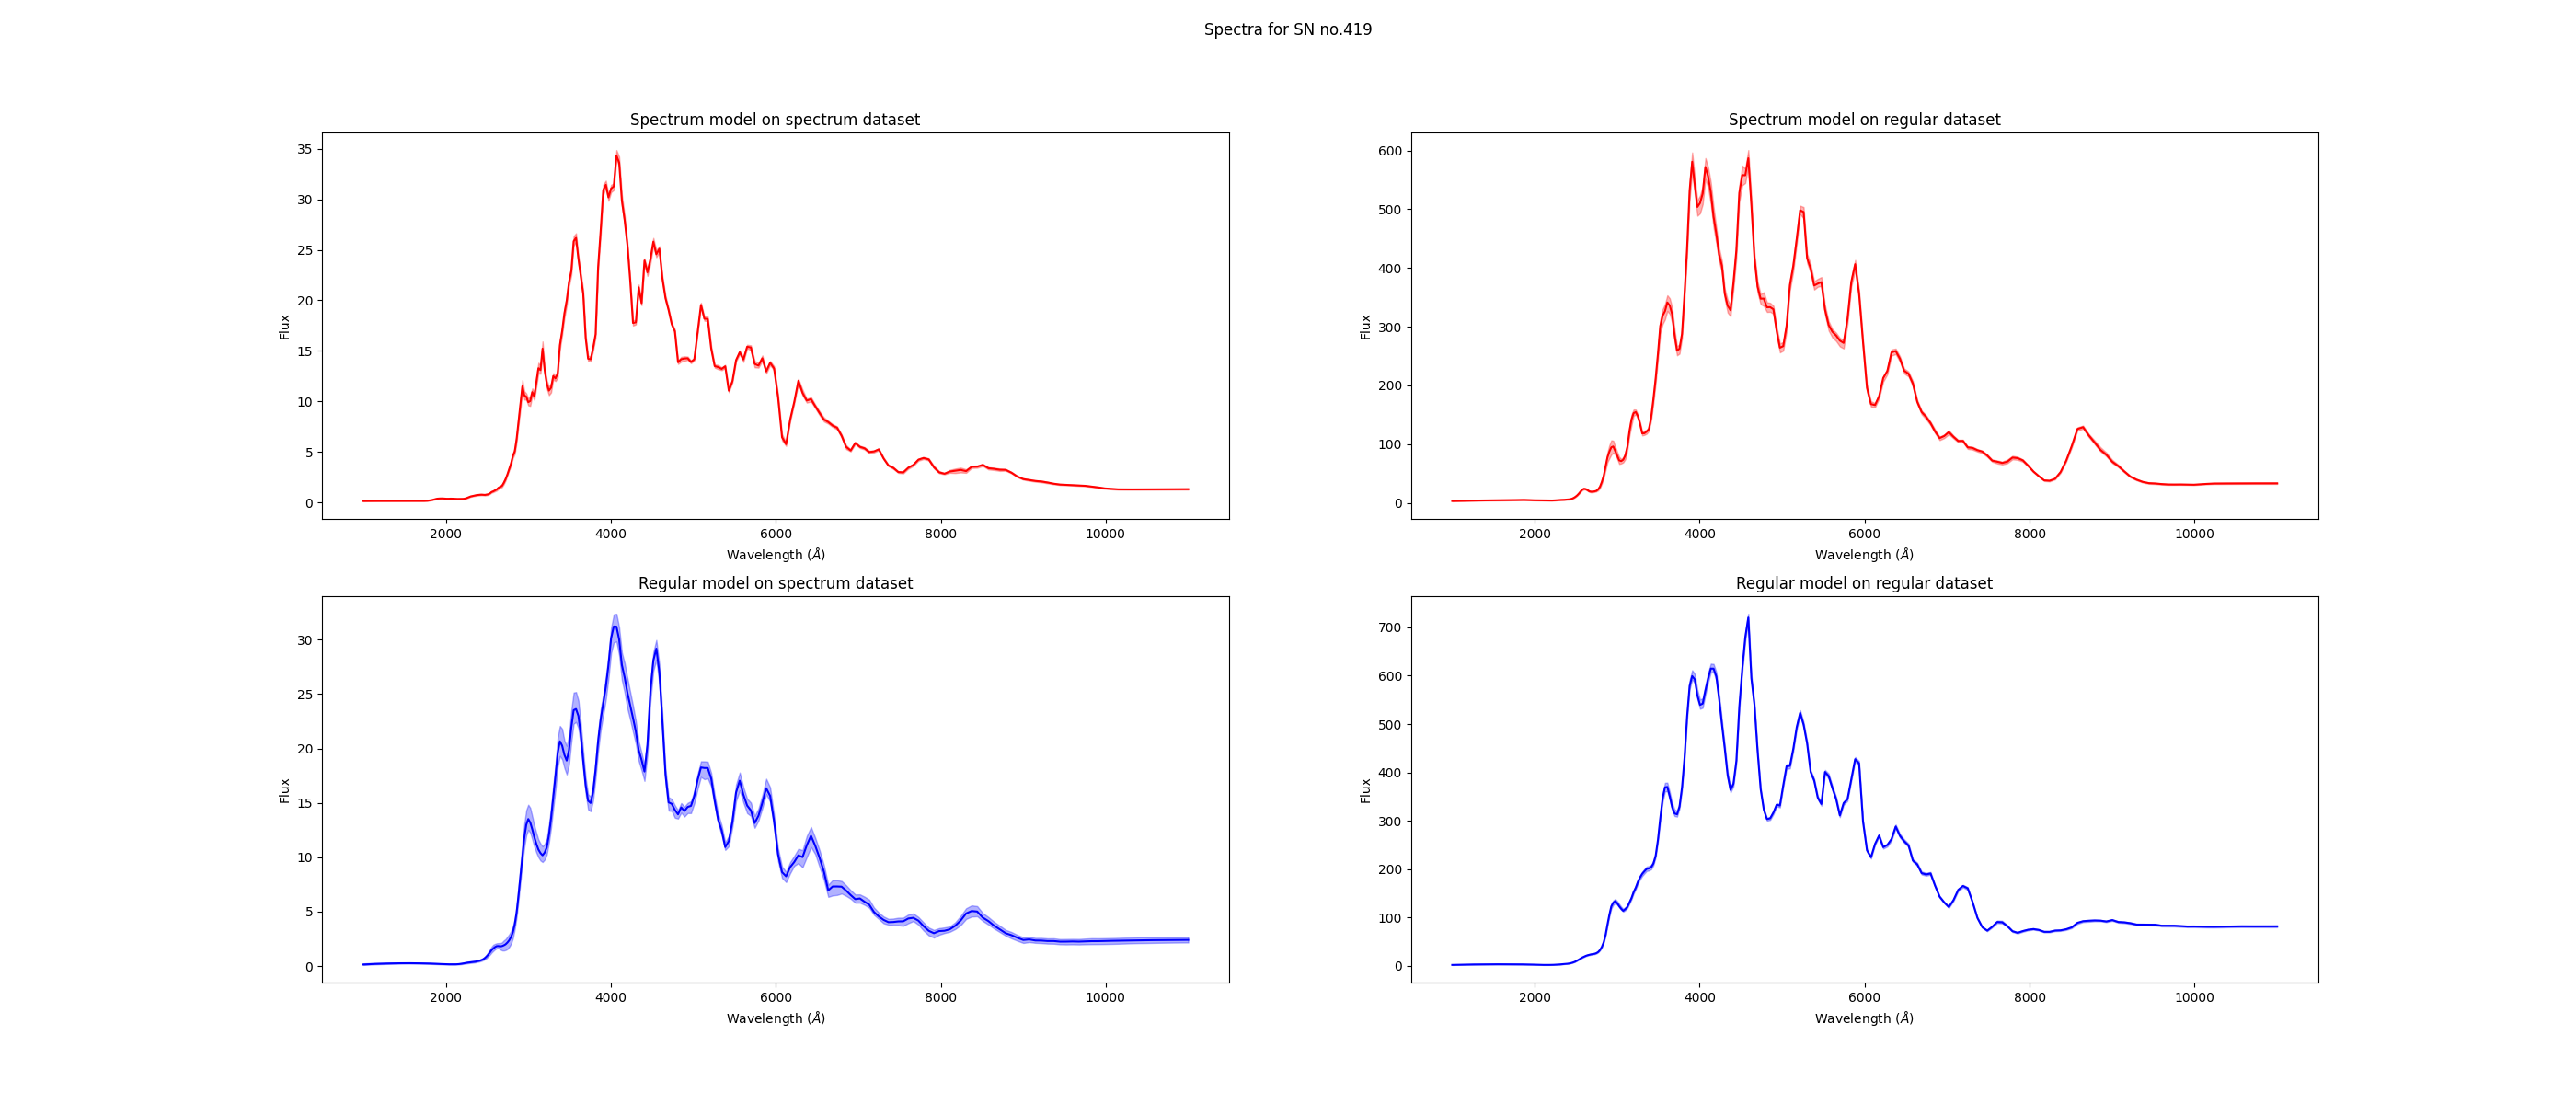 Spectra for SN no.419
Spectrum model on spectrum dataset
35
30
25
20
15
10
5
0
Flux
2000 4000 6000 8000 10000
Wavelength (Å)
Spectrum model on regular dataset
600
500
400
300
200
100
0
Flux
2000 4000 6000 8000 10000
Wavelength (Å)
Regular model on spectrum dataset
30
25
20
15
10
5
0
Flux
2000 4000 6000 8000 10000
Wavelength (Å)
Regular model on regular dataset
700
600
500
400
300
200
100
0
Flux
2000 4000 6000 8000 10000
Wavelength (Å)